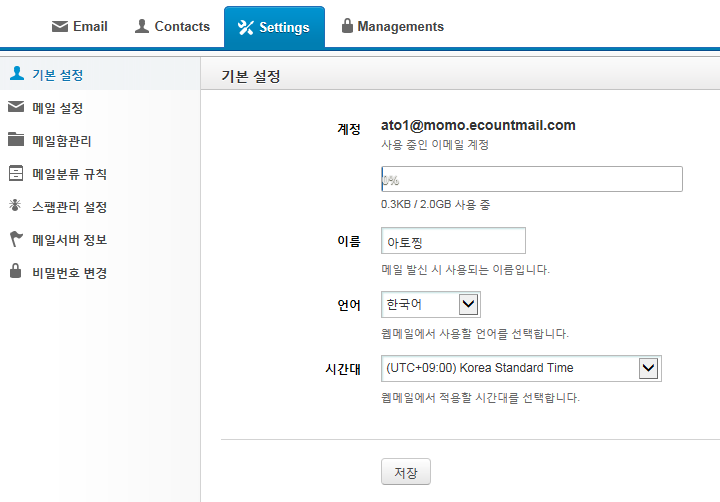 Email Contacts Settings Managements
기본 설정
메일 설정
메일함관리
메일분류 규칙
스팸관리 설정
메일서버 정보
비밀번호 변경
기본 설정
계정 ato1@momo.ecountmail.com
사용 중인 이메일 계정
0%
0.3KB / 2.0GB 사용 중
이름 아토찡
메일 발신 시 사용되는 이름입니다.
언어 한국어
웹메일에서 사용할 언어를 선택합니다.
시간대 (UTC+09:00) Korea Standard Time
웹메일에서 적용할 시간대를 선택합니다.
저장